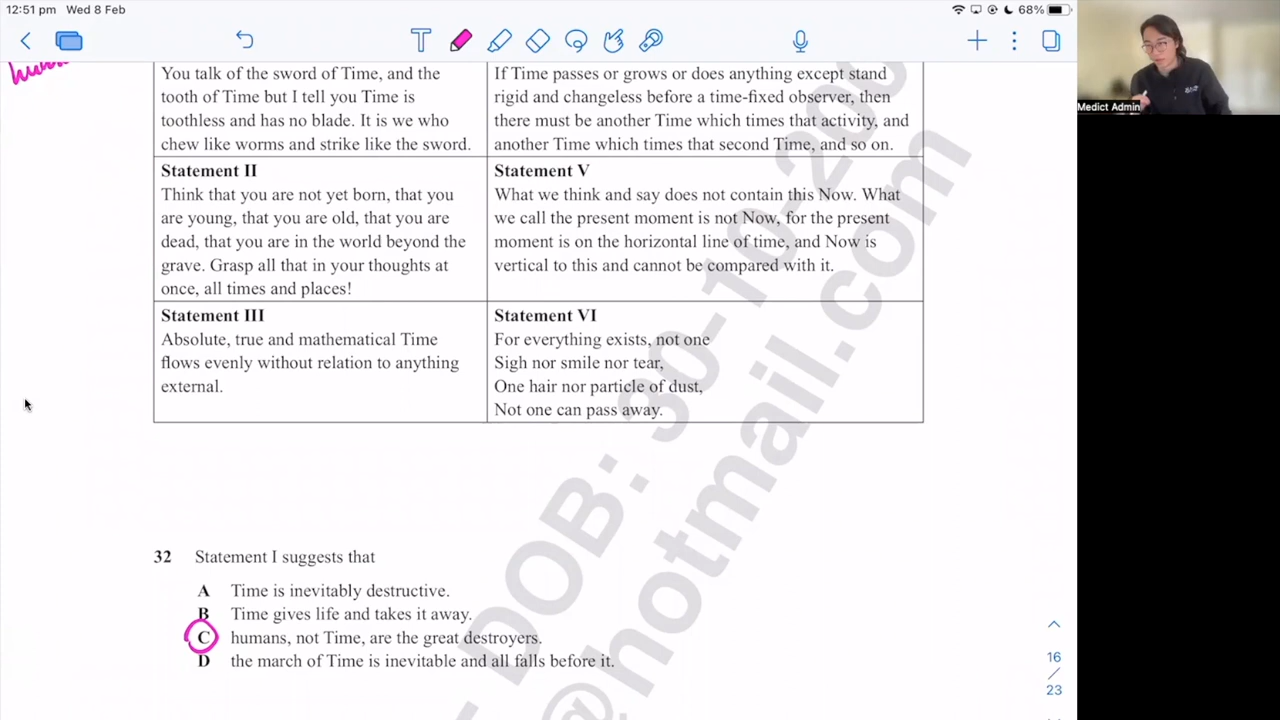 12:51 pm Wed 8 Feb
68%
You talk of the sword of Time, and the
tooth of Time but I tell you Time is
toothless and has no blade. It is we who
chew like worms and strike like the sword.
If Time passes or grows or does anything except stand
rigid and changeless before a time-fixed observer, then
there must be another Time which times that activity, and
another Time which times that second Time, and so on.
Statement II
Think that you are not yet born, that you
are young, that you are old, that you are
dead, that you are in the world beyond the
grave. Grasp all that in your thoughts at
once, all times and places!
Statement V
What we think and say does not contain this Now. What
we call the present moment is not Now, for the present
moment is on the horizontal line of time, and Now is
vertical to this and cannot be compared with it.
Statement III
Absolute, true and mathematical Time
flows evenly without relation to anything
external.
Statement VI
For everything exists, not one
Sigh nor smile nor tear,
One hair nor particle of dust,
Not one can pass away.
32 Statement I suggests that
A Time is inevitably destructive.
B Time gives life and takes it away.
C humans, not Time, are the great destroyers.
D the march of Time is inevitable and all falls before it.
DOB: 30-10-200
@hotmail.com
16
/
23
Medict Admin